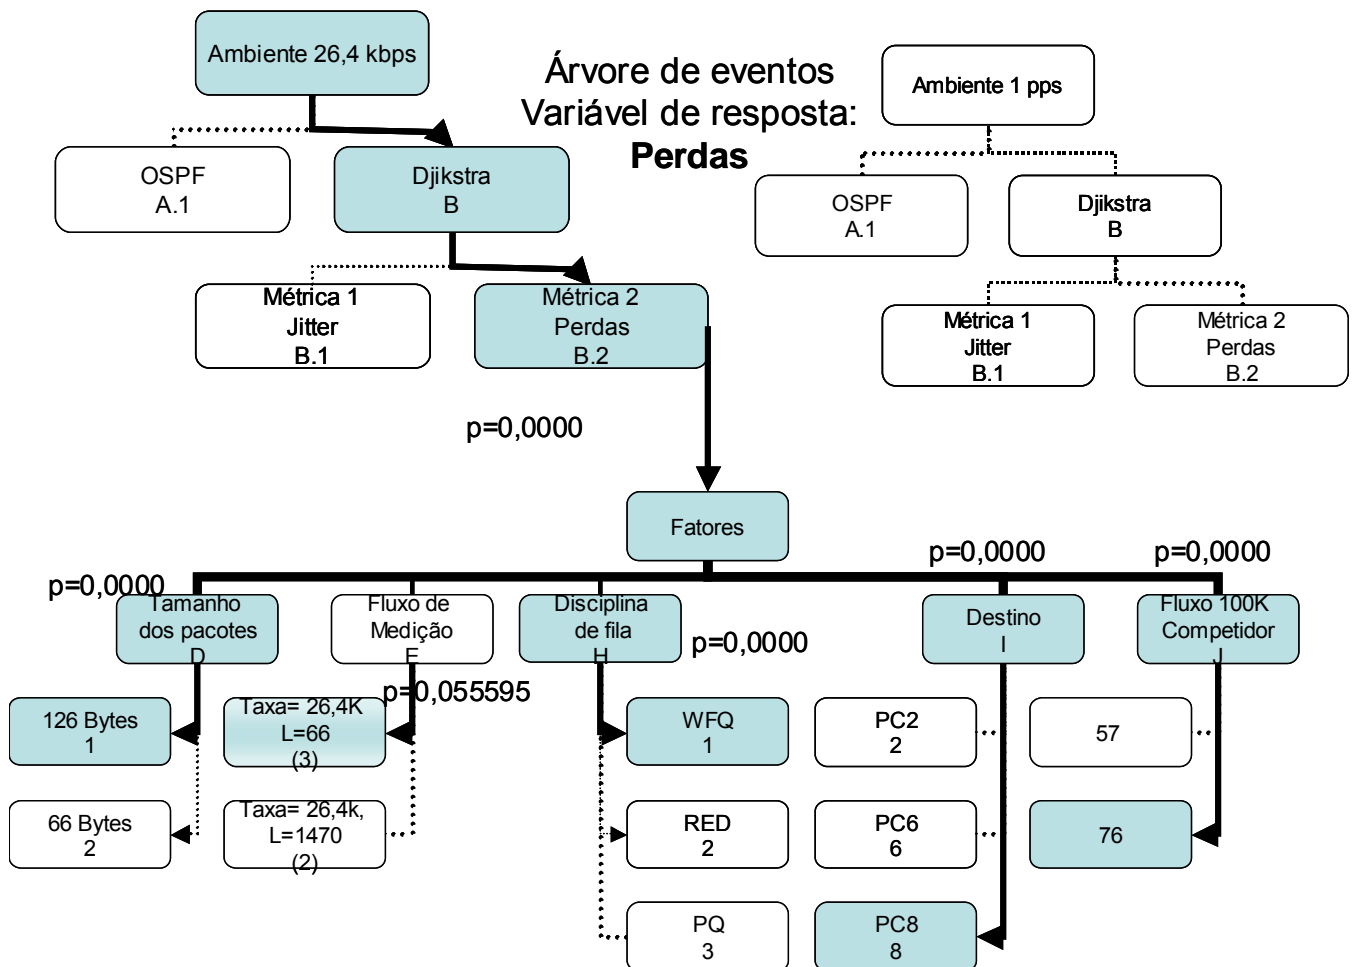 Ambiente 26,4 kbps
Árvore de eventos
Variável de resposta:
Perdas
Ambiente 1 pps
OSPF
A.1
Djikstra
B
OSPF
A.1
Djikstra
B
Métrica 1
Jitter
B.1
Métrica 2
Perdas
B.2
Métrica 1
Jitter
B.1
Métrica 2
Perdas
B.2
p=0,0000
Fatores
p=0,0000
p=0,0000
p=0,0000
Tamanho
dos pacotes
D
Fluxo de
Medição
E
Disciplina
de fila
H
p=0,0000
Destino
I
Fluxo 100K
Competidor
J
p=0,055595
126 Bytes
1
Taxa= 26,4K
L=66
(3)
WFQ
1
PC2
2
57
66 Bytes
2
Taxa= 26,4k,
L=1470
(2)
RED
2
PC6
6
76
PQ
3
PC8
8